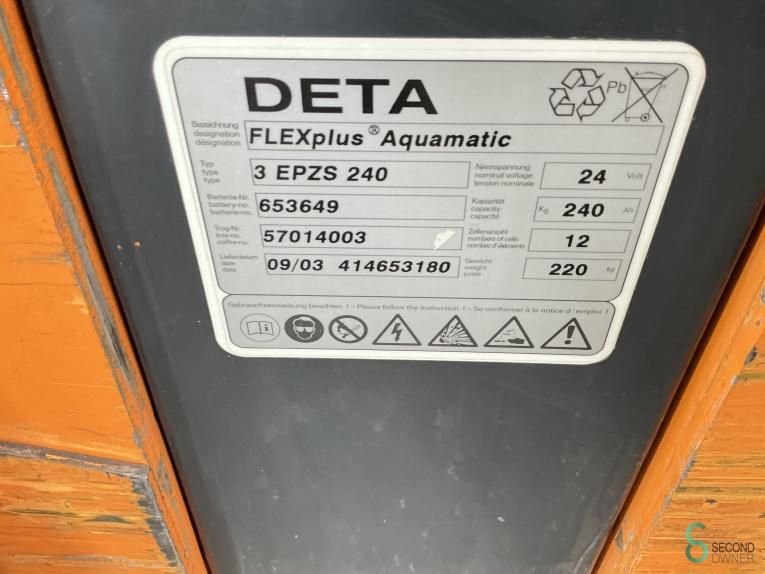 DETA
Pb
Bezeichnung
designation
désignation
FLEXplus® Aquamatic
Typ
type
type
3 EPZS 240
Nennspannung
nominal voltage
tension nominale
24 Volt
Batterie-Nr.
battery-no.
batterie-no.
653649
Kapazität
capacity
capacité
K5 240 Ah
Trog-Nr.
tray-no.
coffre-no.
57014003
Zellenanzahl
numbers of cells
nombre d'éléments
12
Lieferdatum
date
date
09/03 414653180
Gewicht
weight
poids
220 kg
Gebrauchsanweisung beachten ! – Please follow the instruction ! – Se conformer à la notice d'emploi !
SECOND
OWNER